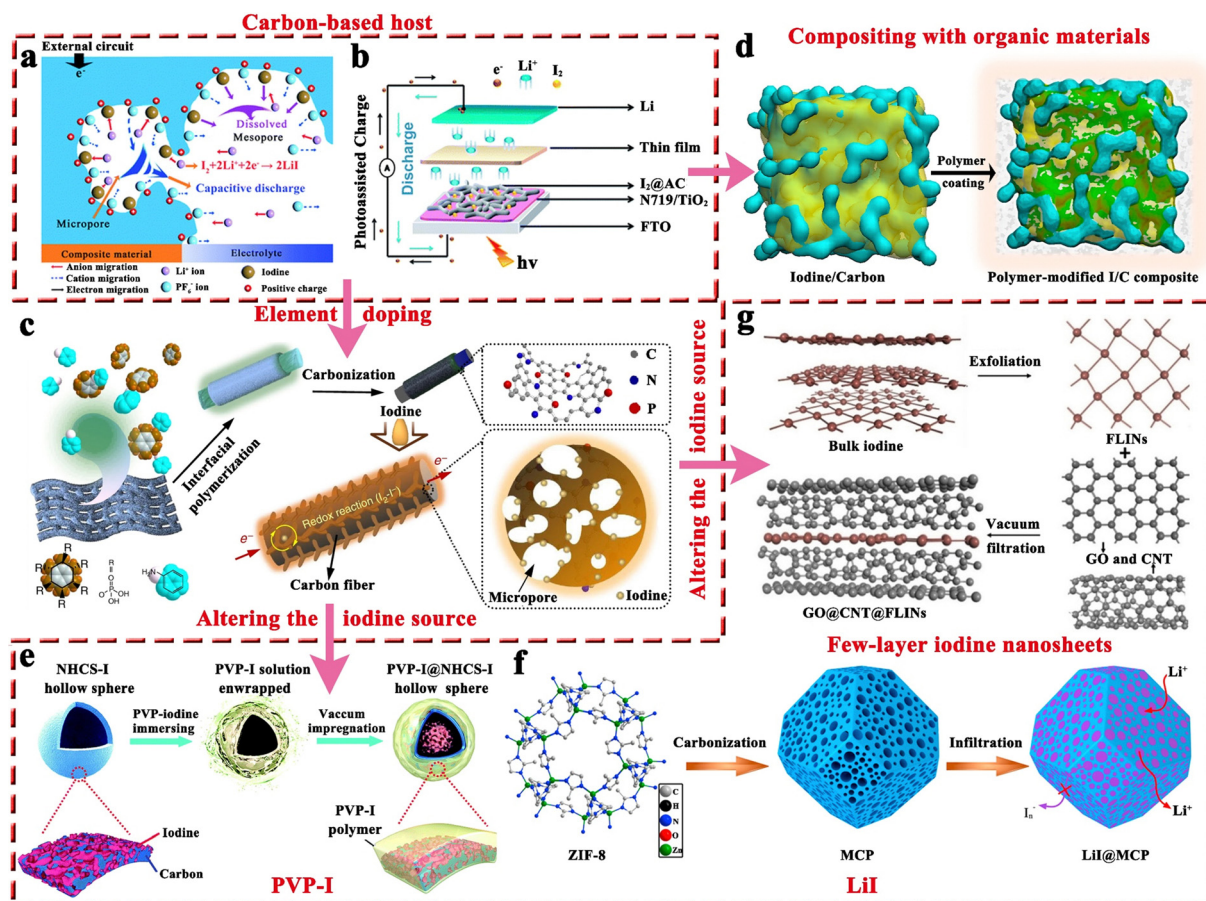 Carbon-based host
a
External circuit
e-
Dissolved
Mesopore
I2+2Li++2e-→ 2LiI
Capacitive discharge
Micropore
Composite material
Electrolyte
Anion migration
Cation migration
Electron migration
Li+ ion
PF6- ion
Iodine
Positive charge
b
e-
Li+
I2
Photoassisted Charge
A
Discharge
Li
Thin film
I2@AC
N719/TiO2
FTO
hv
d
Compositing with organic materials
Polymer
coating
Iodine/Carbon
Polymer-modified I/C composite
Element doping
c
Interfacial
polymerization
Carbonization
Iodine
C
N
P
e−
Redox reaction (I2-I-)
e−
Carbon fiber
Micropore
Iodine
R
R
R
R
R
R
R
O
P
HO
OH
OH
H2N
Altering the iodine source
g
Exfoliation
Bulk iodine
FLINs
+
Vacuum
filtration
GO and CNT
GO@CNT@FLINs
Few-layer iodine nanosheets
Altering the iodine source
e
NHCS-I
hollow sphere
PVP-iodine
immersing
PVP-I solution
enwrapped
Vaccum
impregnation
PVP-I@NHCS-I
hollow sphere
Iodine
Carbon
PVP-I
polymer
PVP-I
f
ZIF-8
C
H
N
O
Zn
Carbonization
MCP
Infiltration
Li+
Li+
In-
LiI@MCP
LiI